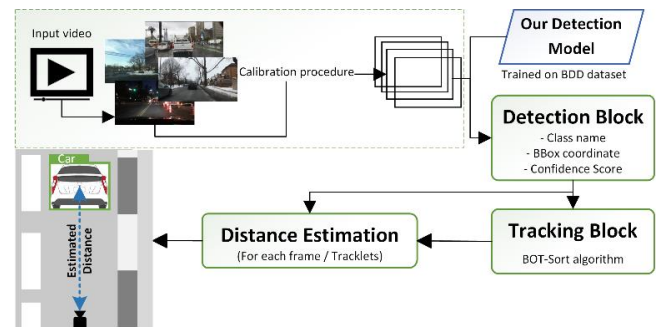 Input video
Calibration procedure
Our Detection
Model
Trained on BDD dataset
Detection Block
- Class name
- BBox coordinate
- Confidence Score
Tracking Block
BOT-Sort algorithm
Distance Estimation
(For each frame / Tracklets)
Car
Estimated
Distance